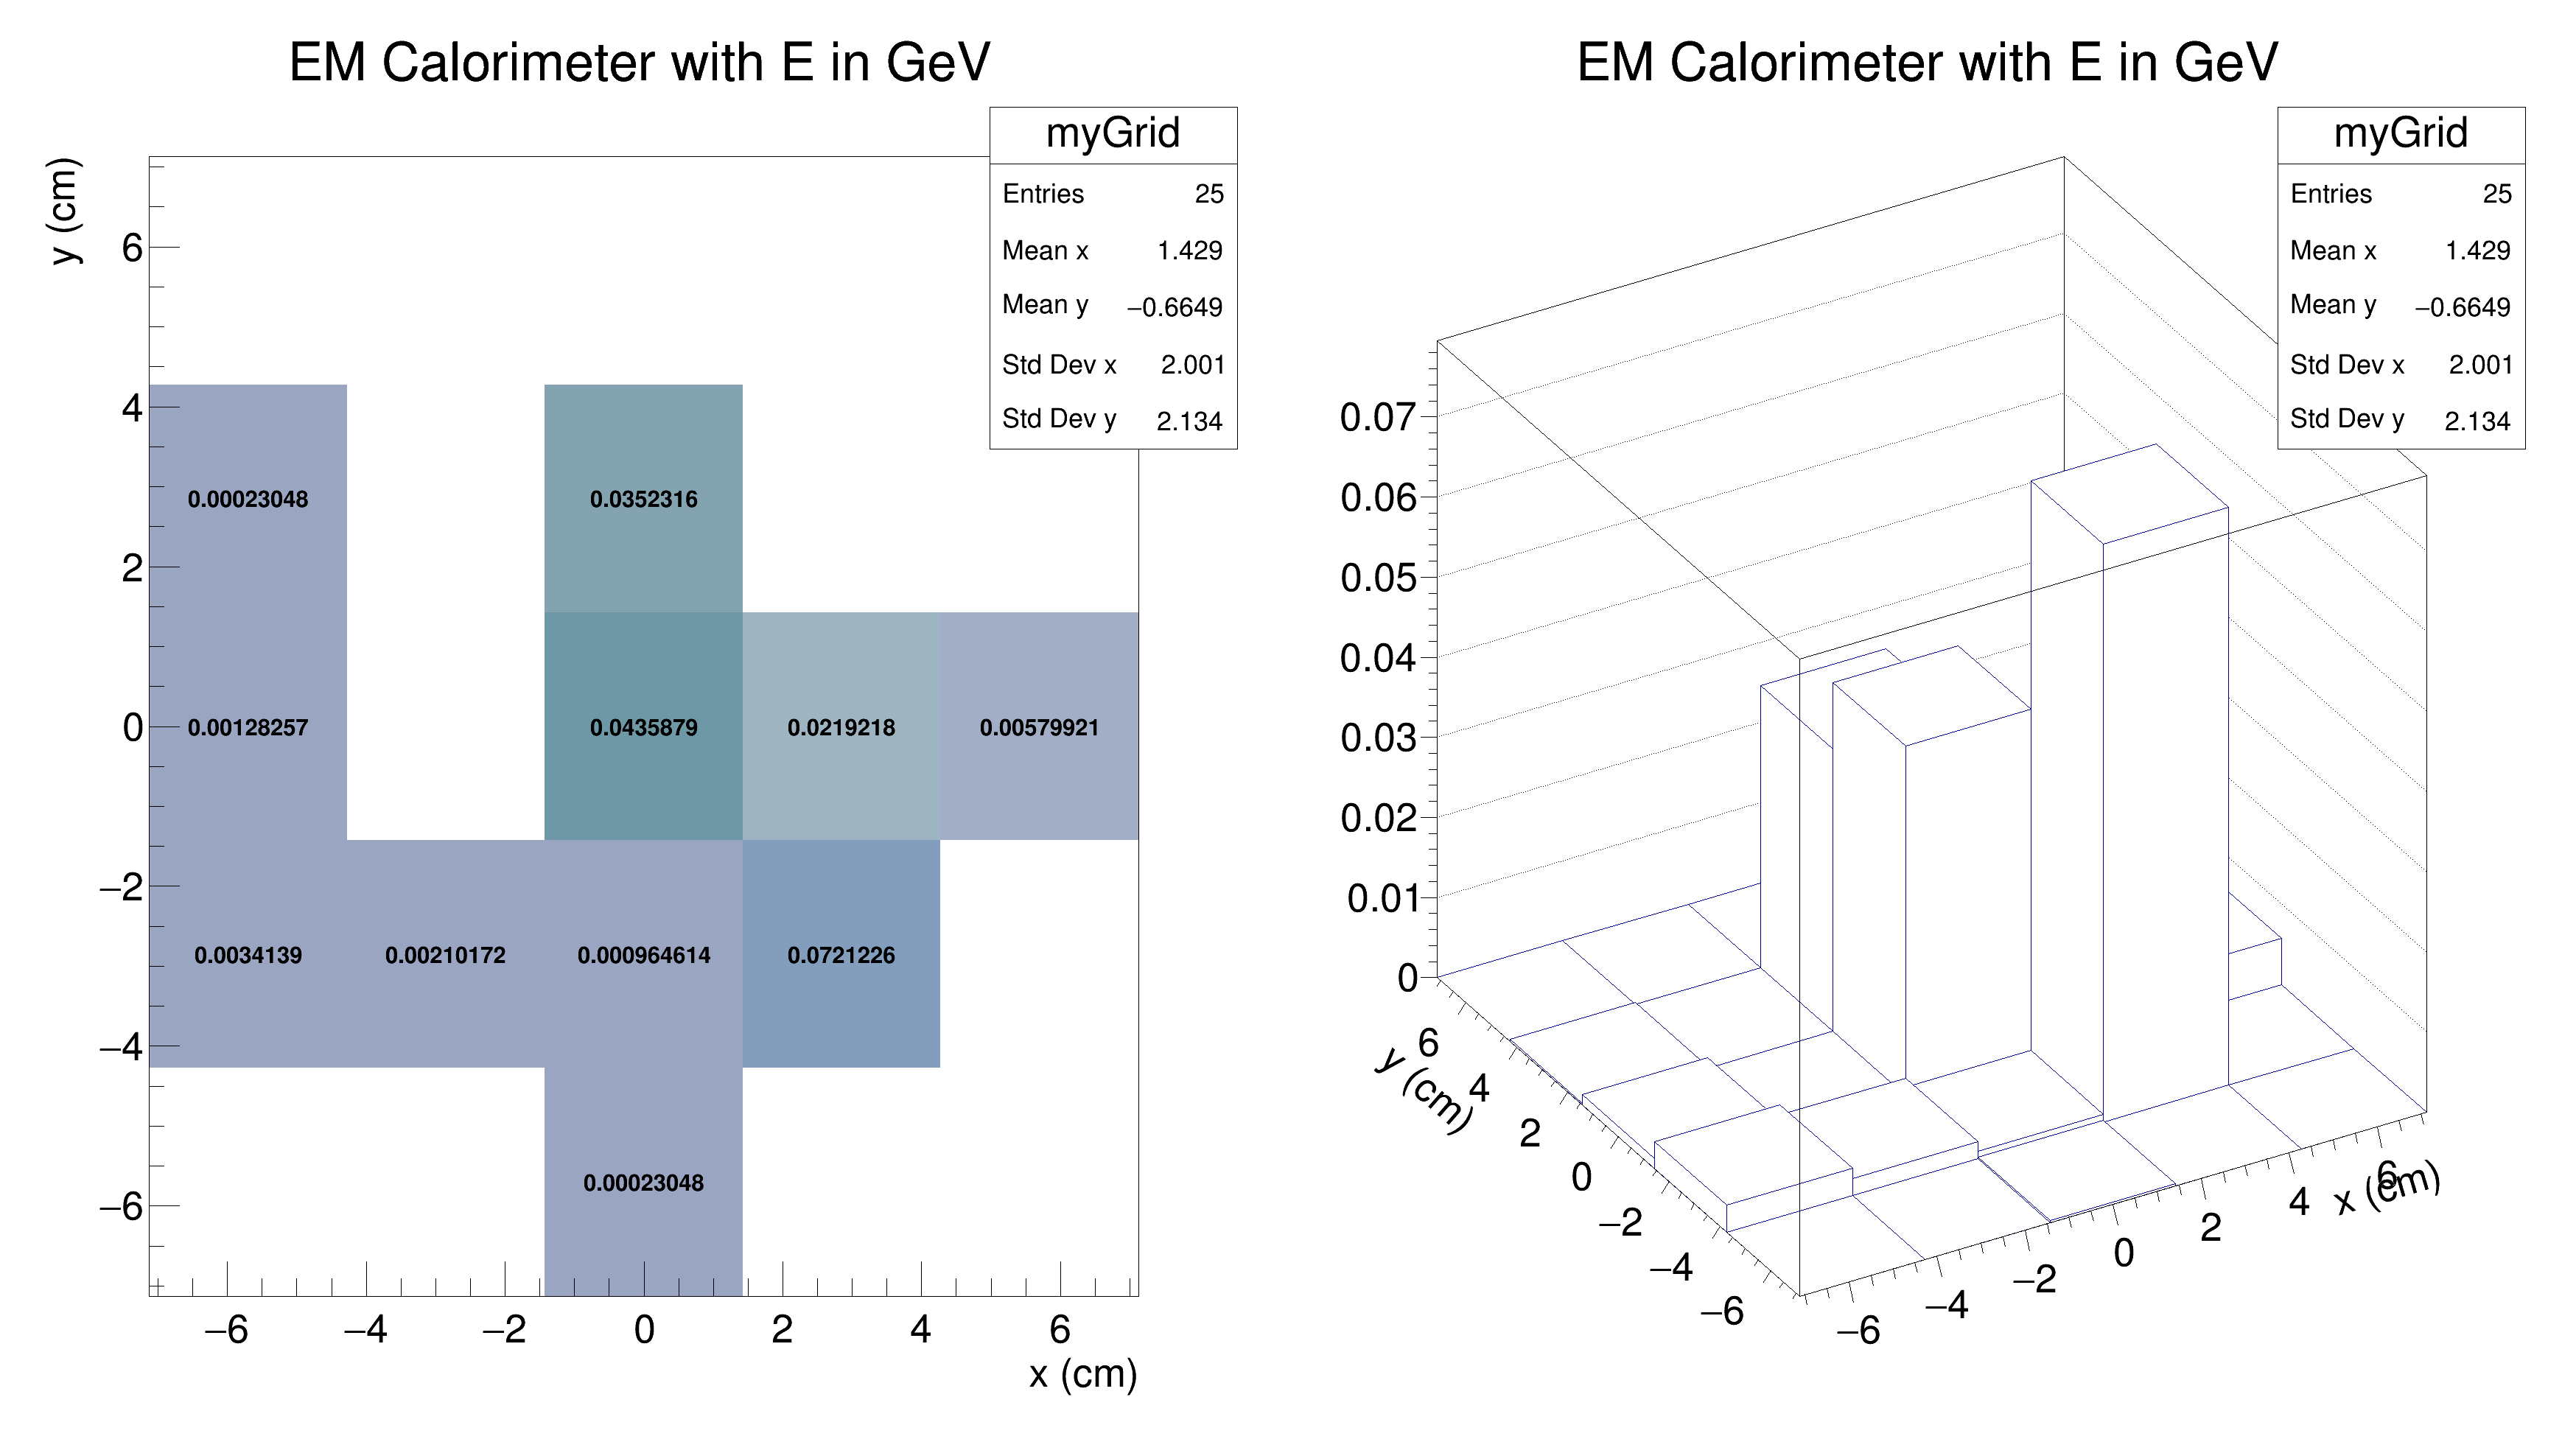 EM Calorimeter with E in GeV
myGrid
Entries 25
Mean x 1.429
Mean y −0.6649
Std Dev x 2.001
Std Dev y 2.134
y (cm)
6
4
2
0
−2
−4
−6
0.00023048 0.0352316
0.00128257 0.0435879 0.0219218 0.00579921
0.0034139 0.00210172 0.000964614 0.0721226
0.00023048
−6 −4 −2 0 2 4 6
x (cm)
EM Calorimeter with E in GeV
myGrid
Entries 25
Mean x 1.429
Mean y −0.6649
Std Dev x 2.001
Std Dev y 2.134
0.07
0.06
0.05
0.04
0.03
0.02
0.01
0
y (cm)
6
4
2
0
−2
−4
−6
−6 −4 −2 0 2 4 6
x (cm)